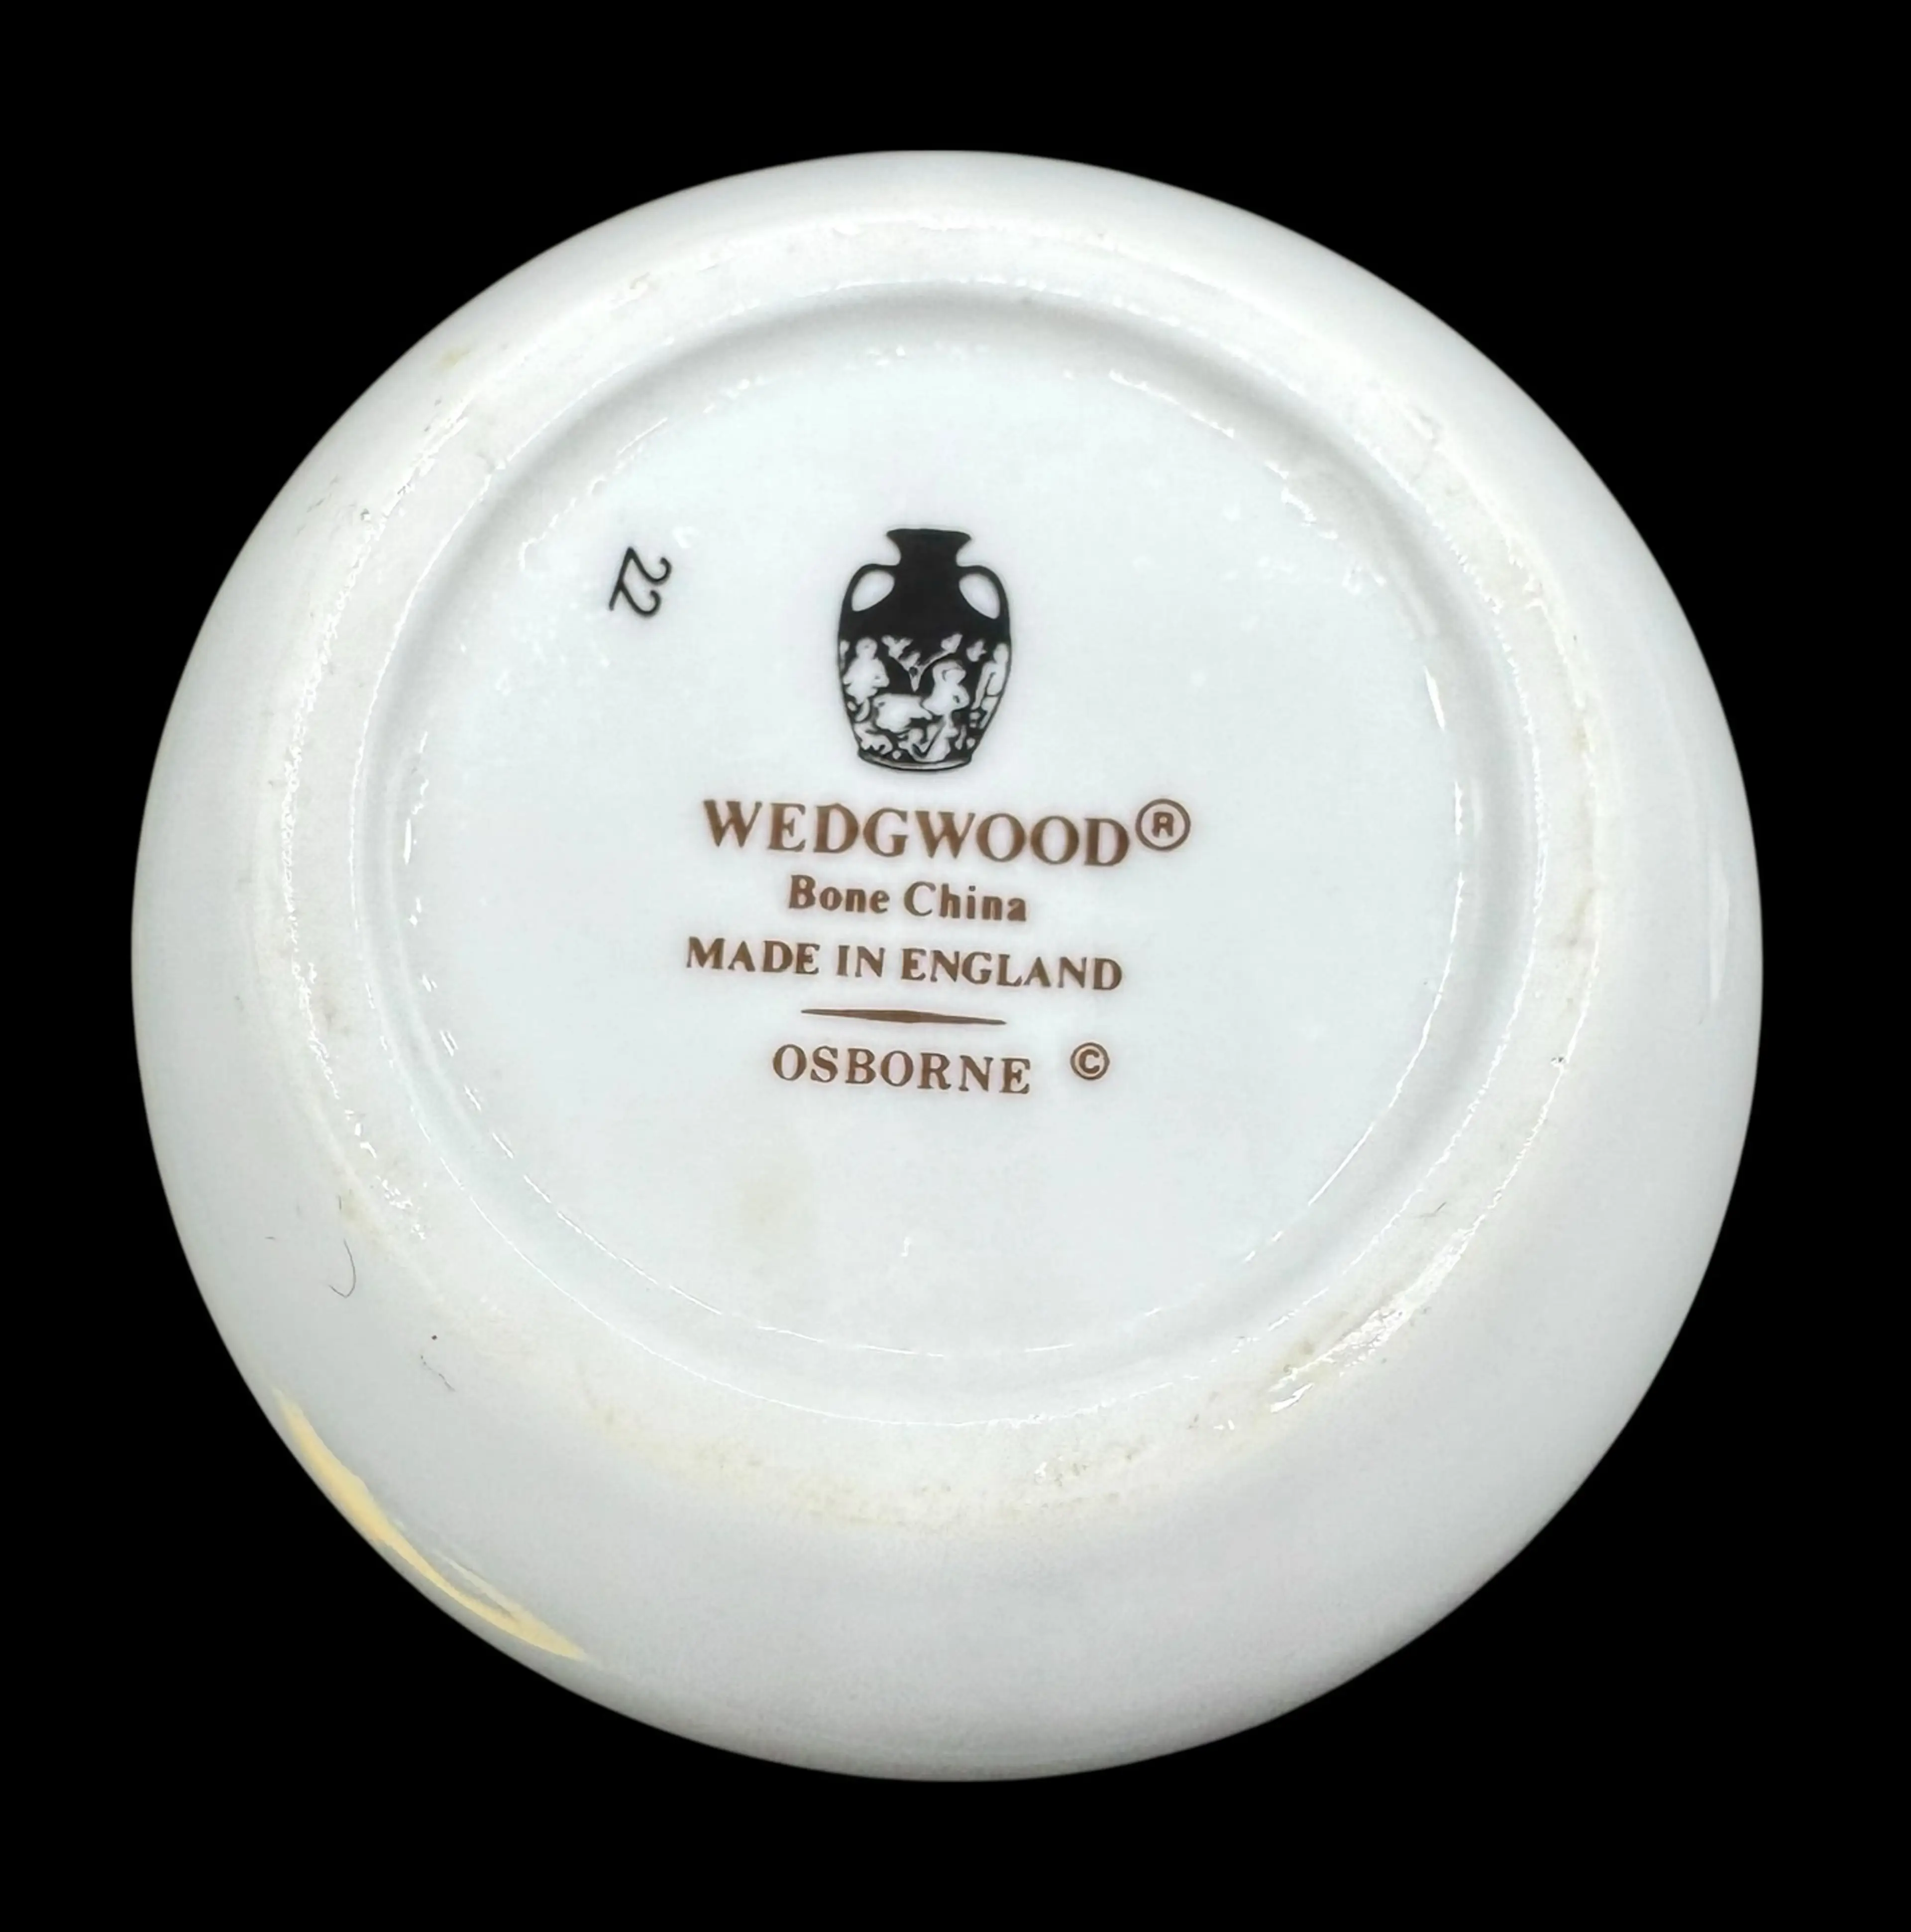 22
WEDGWOOD®
Bone China
MADE IN ENGLAND
OSBORNE ©